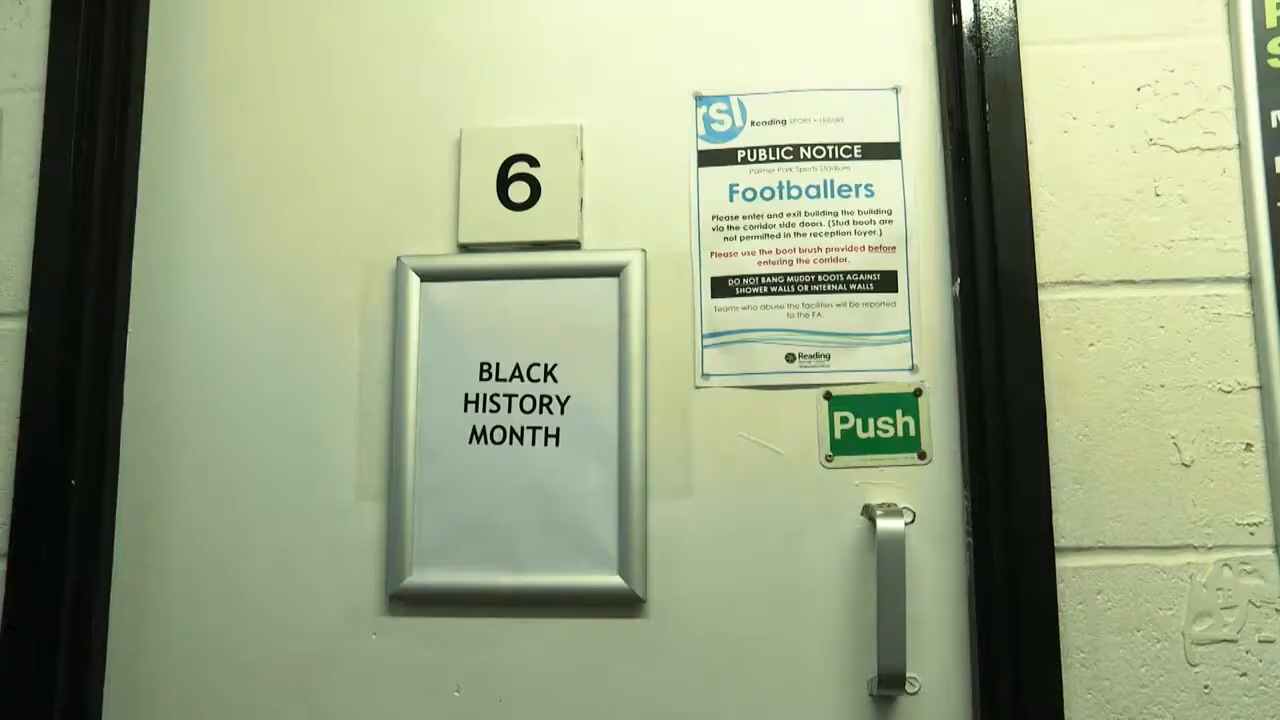 6
BLACK
HISTORY
MONTH
rsl
Reading SPORT + LEISURE
PUBLIC NOTICE
Palmer Park Sports Stadium
Footballers
Please enter and exit building the building
via the corridor side doors. (Stud boots are
not permitted in the reception foyer.)
Please use the boot brush provided before
entering the corridor.
DO NOT BANG MUDDY BOOTS AGAINST
SHOWER WALLS OR INTERNAL WALLS
Teams who abuse the facilities will be reported
to the FA.
Reading
Push